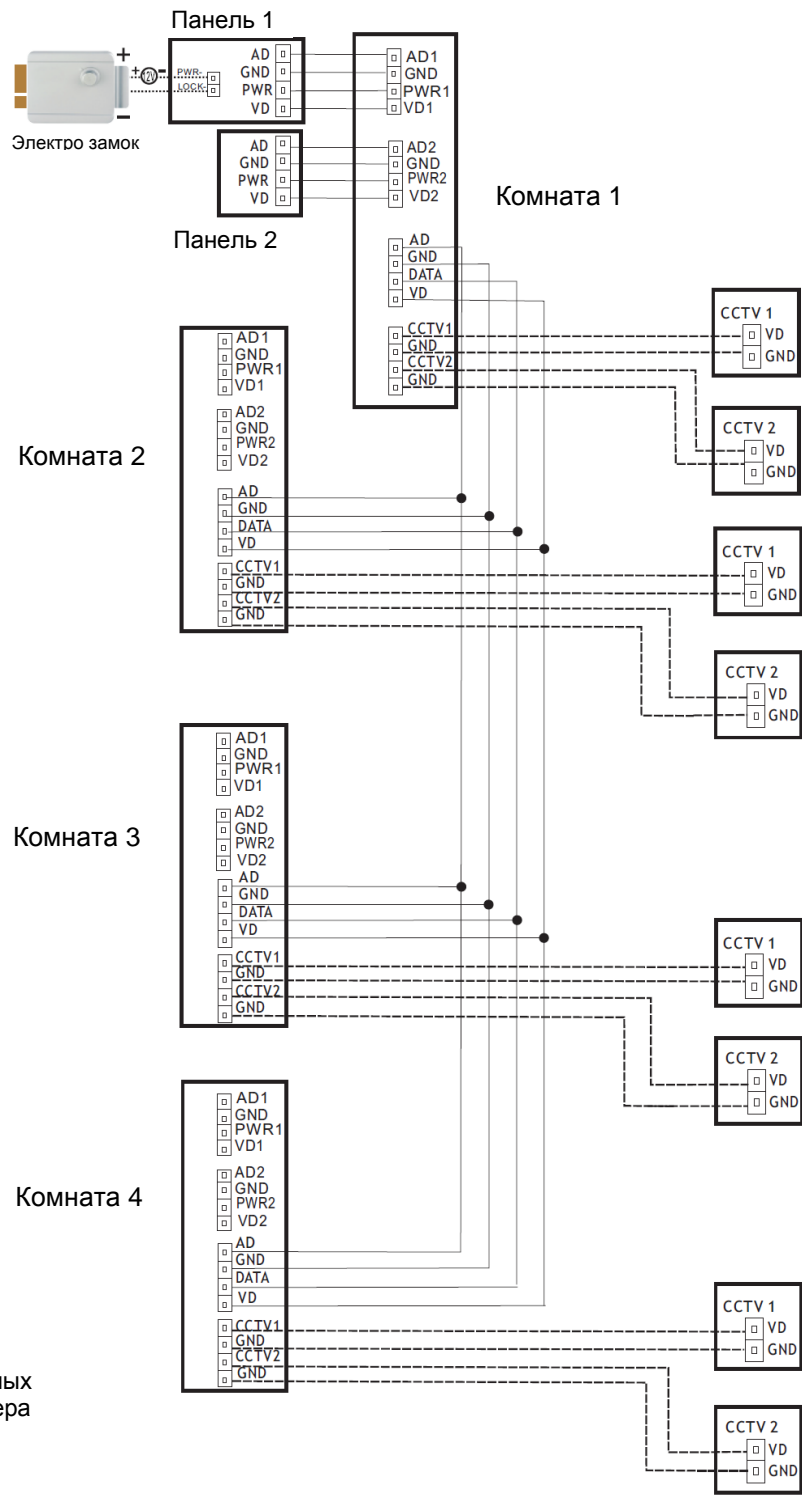 Панель 1
+
+ 12V -
–
PWR-
LOCK-
Электро замок
AD
GND
PWR
VD
AD1
GND
PWR1
VD1
AD
GND
PWR
VD
AD2
GND
PWR2
VD2
Панель 2
Комната 1
AD
GND
DATA
VD
CCTV1
GND
CCTV2
GND
CCTV 1
VD
GND
CCTV 2
VD
GND
Комната 2
AD1
GND
PWR1
VD1
AD2
GND
PWR2
VD2
AD
GND
DATA
VD
CCTV1
GND
CCTV2
GND
CCTV 1
VD
GND
CCTV 2
VD
GND
Комната 3
AD1
GND
PWR1
VD1
AD2
GND
PWR2
VD2
AD
GND
DATA
VD
CCTV1
GND
CCTV2
GND
CCTV 1
VD
GND
CCTV 2
VD
GND
Комната 4
AD1
GND
PWR1
VD1
AD2
GND
PWR2
VD2
AD
GND
DATA
VD
CCTV1
GND
CCTV2
GND
CCTV 1
VD
GND
CCTV 2
VD
GND
ных
ера